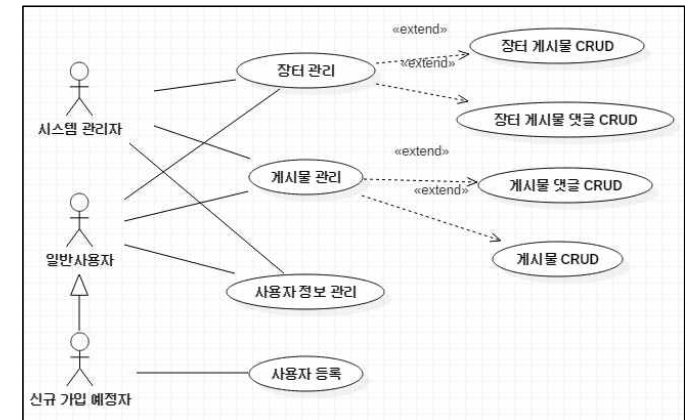 «extend»
장터 게시물 CRUD
장터 관리
«extend»
시스템 관리자
장터 게시물 댓글 CRUD
«extend»
게시물 관리
«extend»
게시물 댓글 CRUD
일반사용자
게시물 CRUD
사용자 정보 관리
사용자 등록
신규 가입 예정자